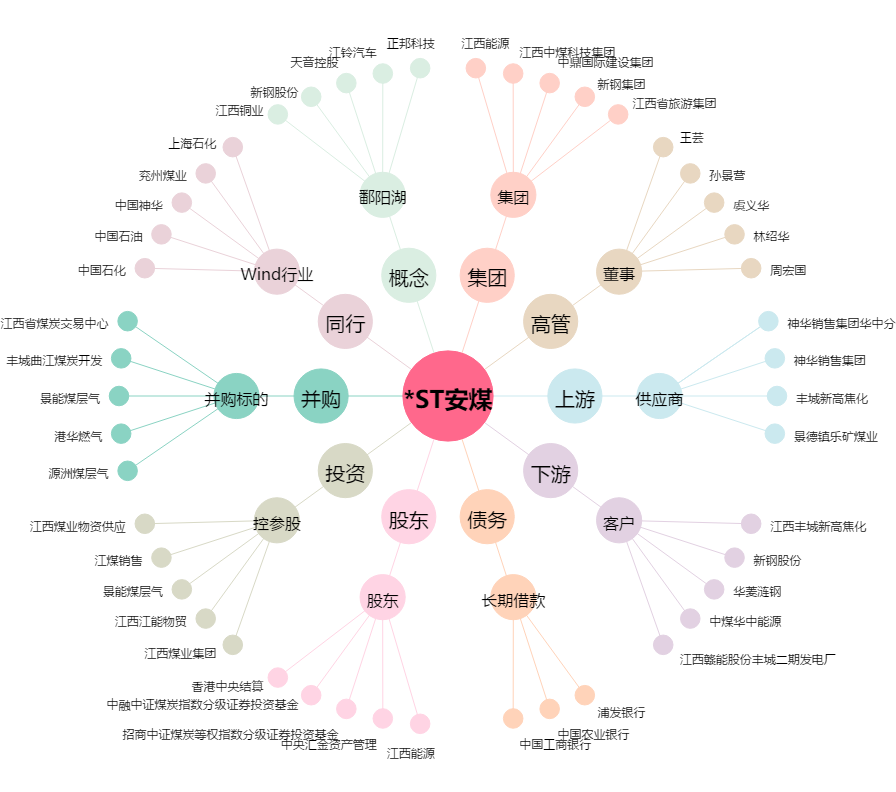 江西能源
江西中煤科技集团
中鼎国际建设集团
新钢集团
江西省旅游集团
集团
集团
正邦科技
江铃汽车
天音控股
新钢股份
江西铜业
鄱阳湖
概念
上海石化
兖州煤业
中国神华
中国石油
中国石化
Wind行业
同行
王芸
孙景营
虞义华
林绍华
周宏国
董事
高管
江西省煤炭交易中心
丰城曲江煤炭开发
景能煤层气
港华燃气
源洲煤层气
并购标的
并购
*ST安煤
上游
供应商
神华销售集团华中分
神华销售集团
丰城新高焦化
景德镇乐矿煤业
投资
控参股
江西煤业物资供应
江煤销售
景能煤层气
江西江能物贸
江西煤业集团
下游
客户
江西丰城新高焦化
新钢股份
华菱涟钢
中煤华中能源
江西赣能股份丰城二期发电厂
股东
股东
香港中央结算
中融中证煤炭指数分级证券投资基金
招商中证煤炭等权指数分级证券投资基金
中央汇金资产管理
江西能源
债务
长期借款
浦发银行
中国农业银行
中国工商银行